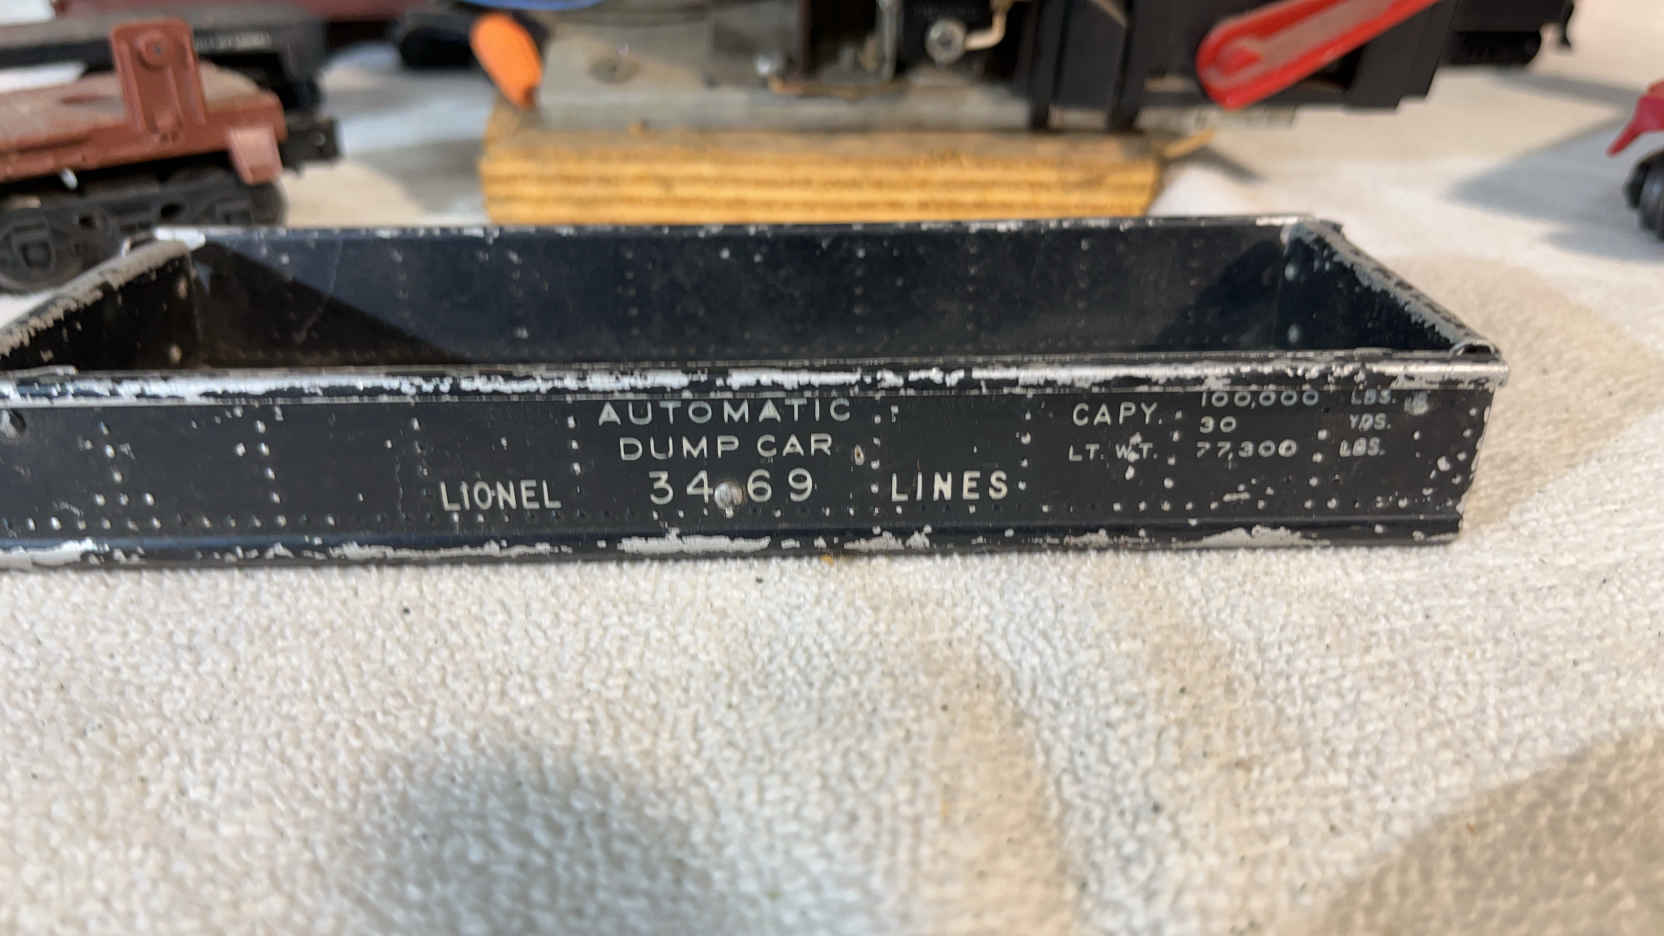 AUTOMATIC
DUMP CAR
LIONEL 3469 LINES
CAPY. 100,000 LBS.
30 YDS.
LT. WT. 77,300 LBS.